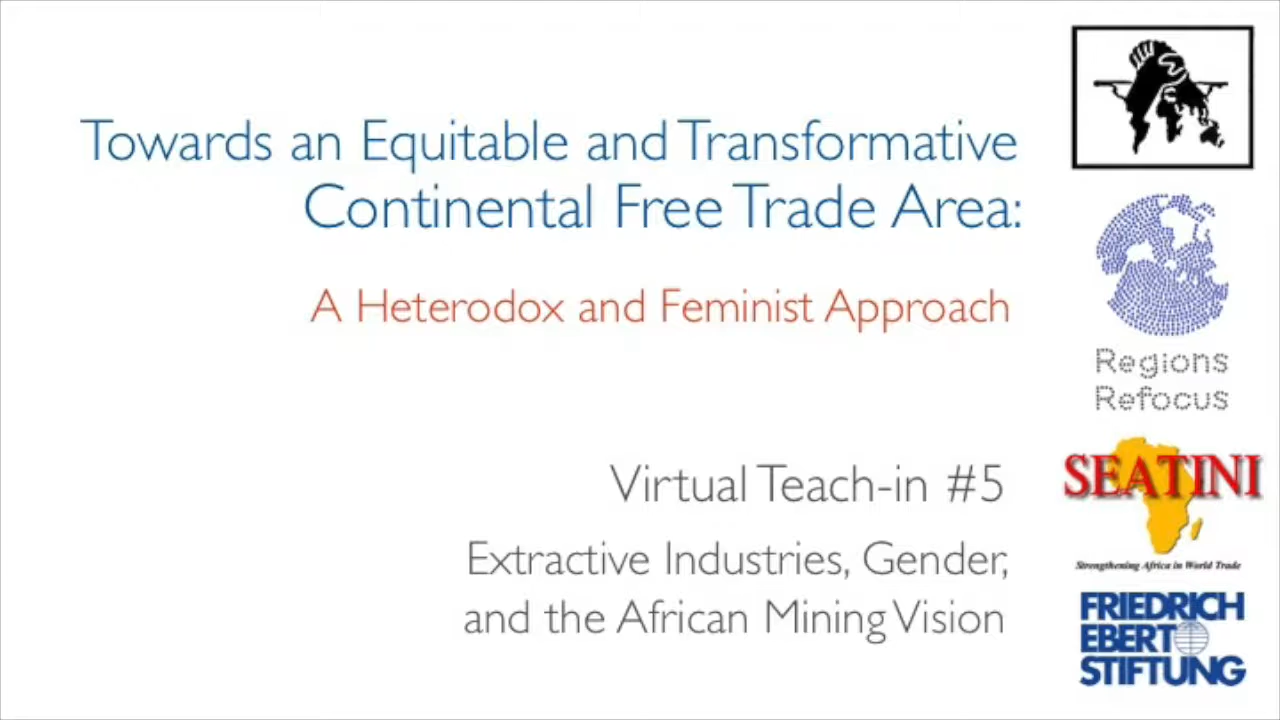 Towards an Equitable and Transformative
Continental Free Trade Area:
A Heterodox and Feminist Approach
Virtual Teach-in #5
Extractive Industries, Gender,
and the African Mining Vision
Regions
Refocus
SEATINI
Strengthening Africa in World Trade
FRIEDRICH
EBERT
STIFTUNG